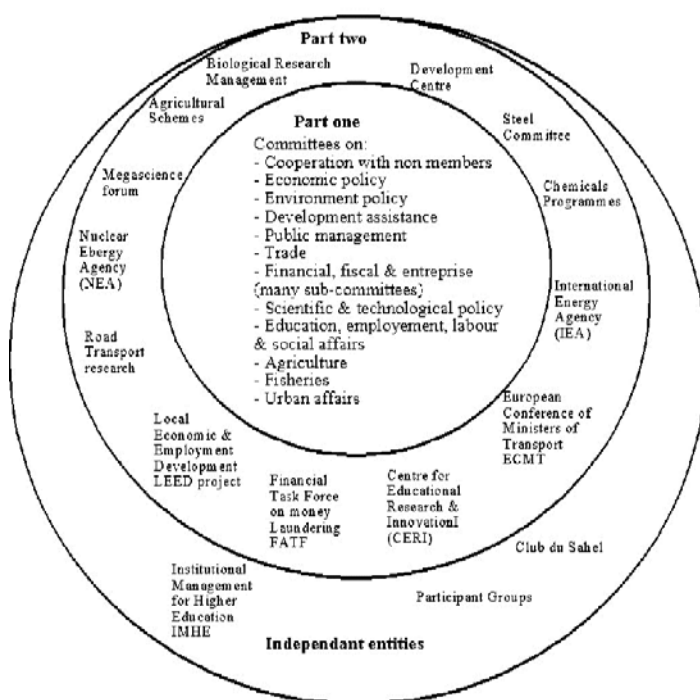 Part two
Biological Research
Management
Development
Centre
Agricultural
Schemes
Steel
Committee
Part one
Committees on:
- Cooperation with non members
- Economic policy
- Environment policy
- Development assistance
- Public management
- Trade
- Financial, fiscal & entreprise
(many sub-committees)
- Scientific & technological policy
- Education, employement, labour
& social affairs
- Agriculture
- Fisheries
- Urban affairs
Megascience
forum
Chemicals
Programmes
Nuclear
Ebergy
Agency
(NEA)
International
Energy
Agency
(IEA)
Road
Transport
research
European
Conference of
Ministers of
Transport
ECMT
Local
Economic &
Employment
Development
LEED project
Financial
Task Force
on money
Laundering
FATF
Centre for
Educational
Research &
InnovationI
(CERI)
Club du Sahel
Institutional
Management
for Higher
Education
IMHE
Participant Groups
Independant entities